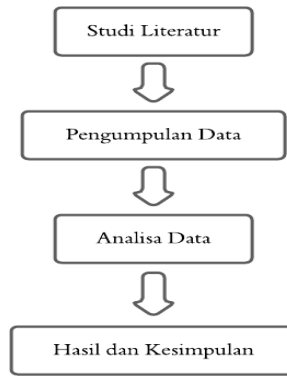 Studi Literatur
Pengumpulan Data
Analisa Data
Hasil dan Kesimpulan